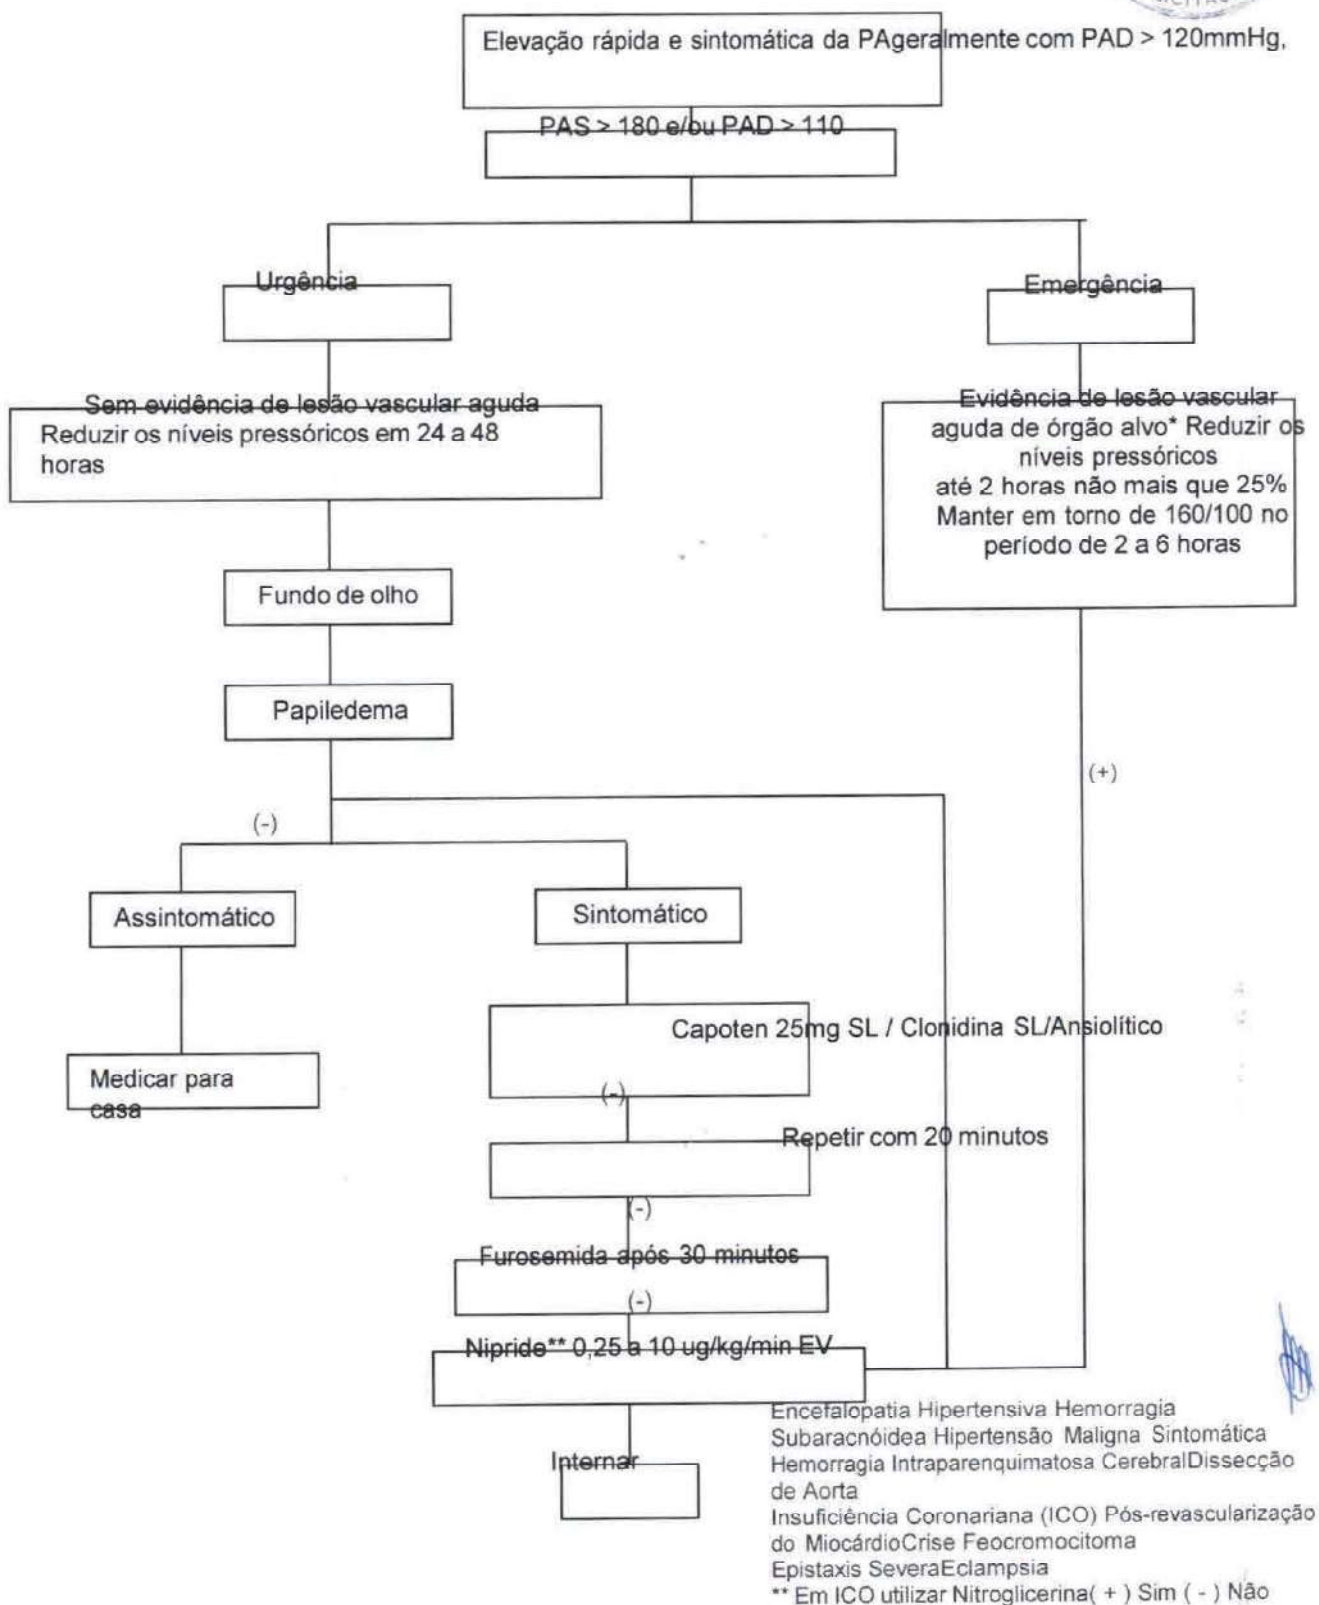 Elevação rápida e sintomática da PAgeralmente com PAD > 120mmHg,
PAS > 180 e/ou PAD > 110
Urgência
Emergência
Sem evidência de lesão vascular aguda
Reduzir os níveis pressóricos em 24 a 48
horas
Evidência de lesão vascular
aguda de órgão alvo* Reduzir os
níveis pressóricos
até 2 horas não mais que 25%
Manter em torno de 160/100 no
período de 2 a 6 horas
Fundo de olho
Papiledema
(+)
(-)
Assintomático
Sintomático
Medicar para
casa
Capoten 25mg SL / Clonidina SL/Ansiolítico
(-)
Repetir com 20 minutos
(-)
Furosemida após 30 minutos
(-)
Nipride** 0,25 a 10 ug/kg/min EV
Internar
Encefalopatia Hipertensiva Hemorragia
Subaracnóidea Hipertensão Maligna Sintomática
Hemorragia Intraparenquimatosa CerebralDissecção
de Aorta
Insuficiência Coronariana (ICO) Pós-revascularização
do MiocárdioCrise Feocromocitoma
Epistaxis SeveraEclampsia
** Em ICO utilizar Nitroglicerina( + ) Sim ( - ) Não